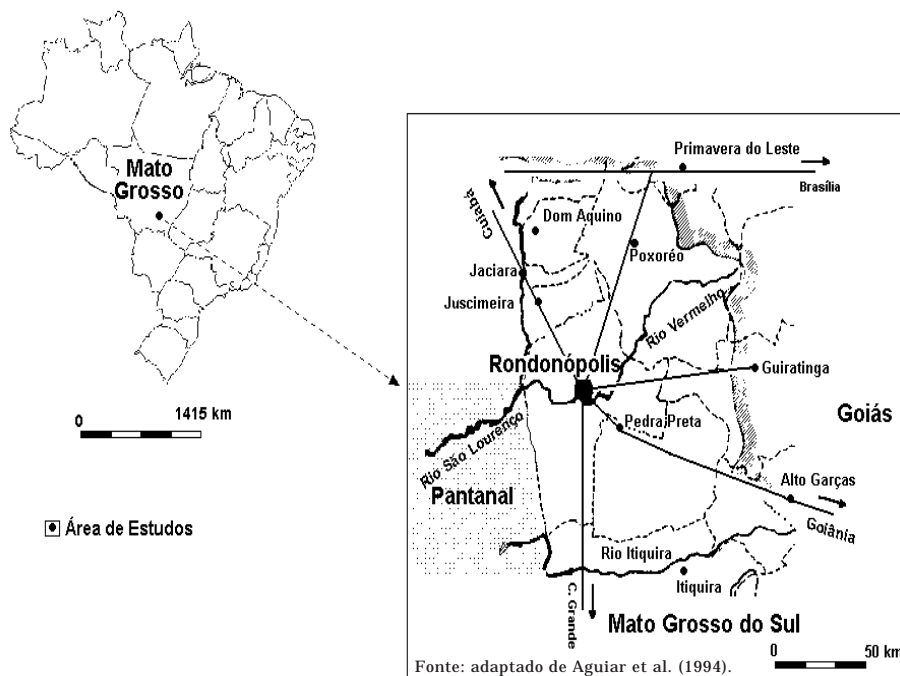 Mato
Grosso
0 1415 km
Área de Estudos
Primavera do Leste
Brasília
Cuiabá
Dom Aquino
Poxoréo
Jaciara
Juscimeira
Rio Vermelho
Rondonópolis
Guiratinga
Pedra Preta
Goiás
Rio São Lourenço
Pantanal
Alto Garças
Goiânia
Rio Itiquira
Itiquira
C. Grande
Mato Grosso do Sul
Fonte: adaptado de Aguiar et al. (1994).
0 50 km